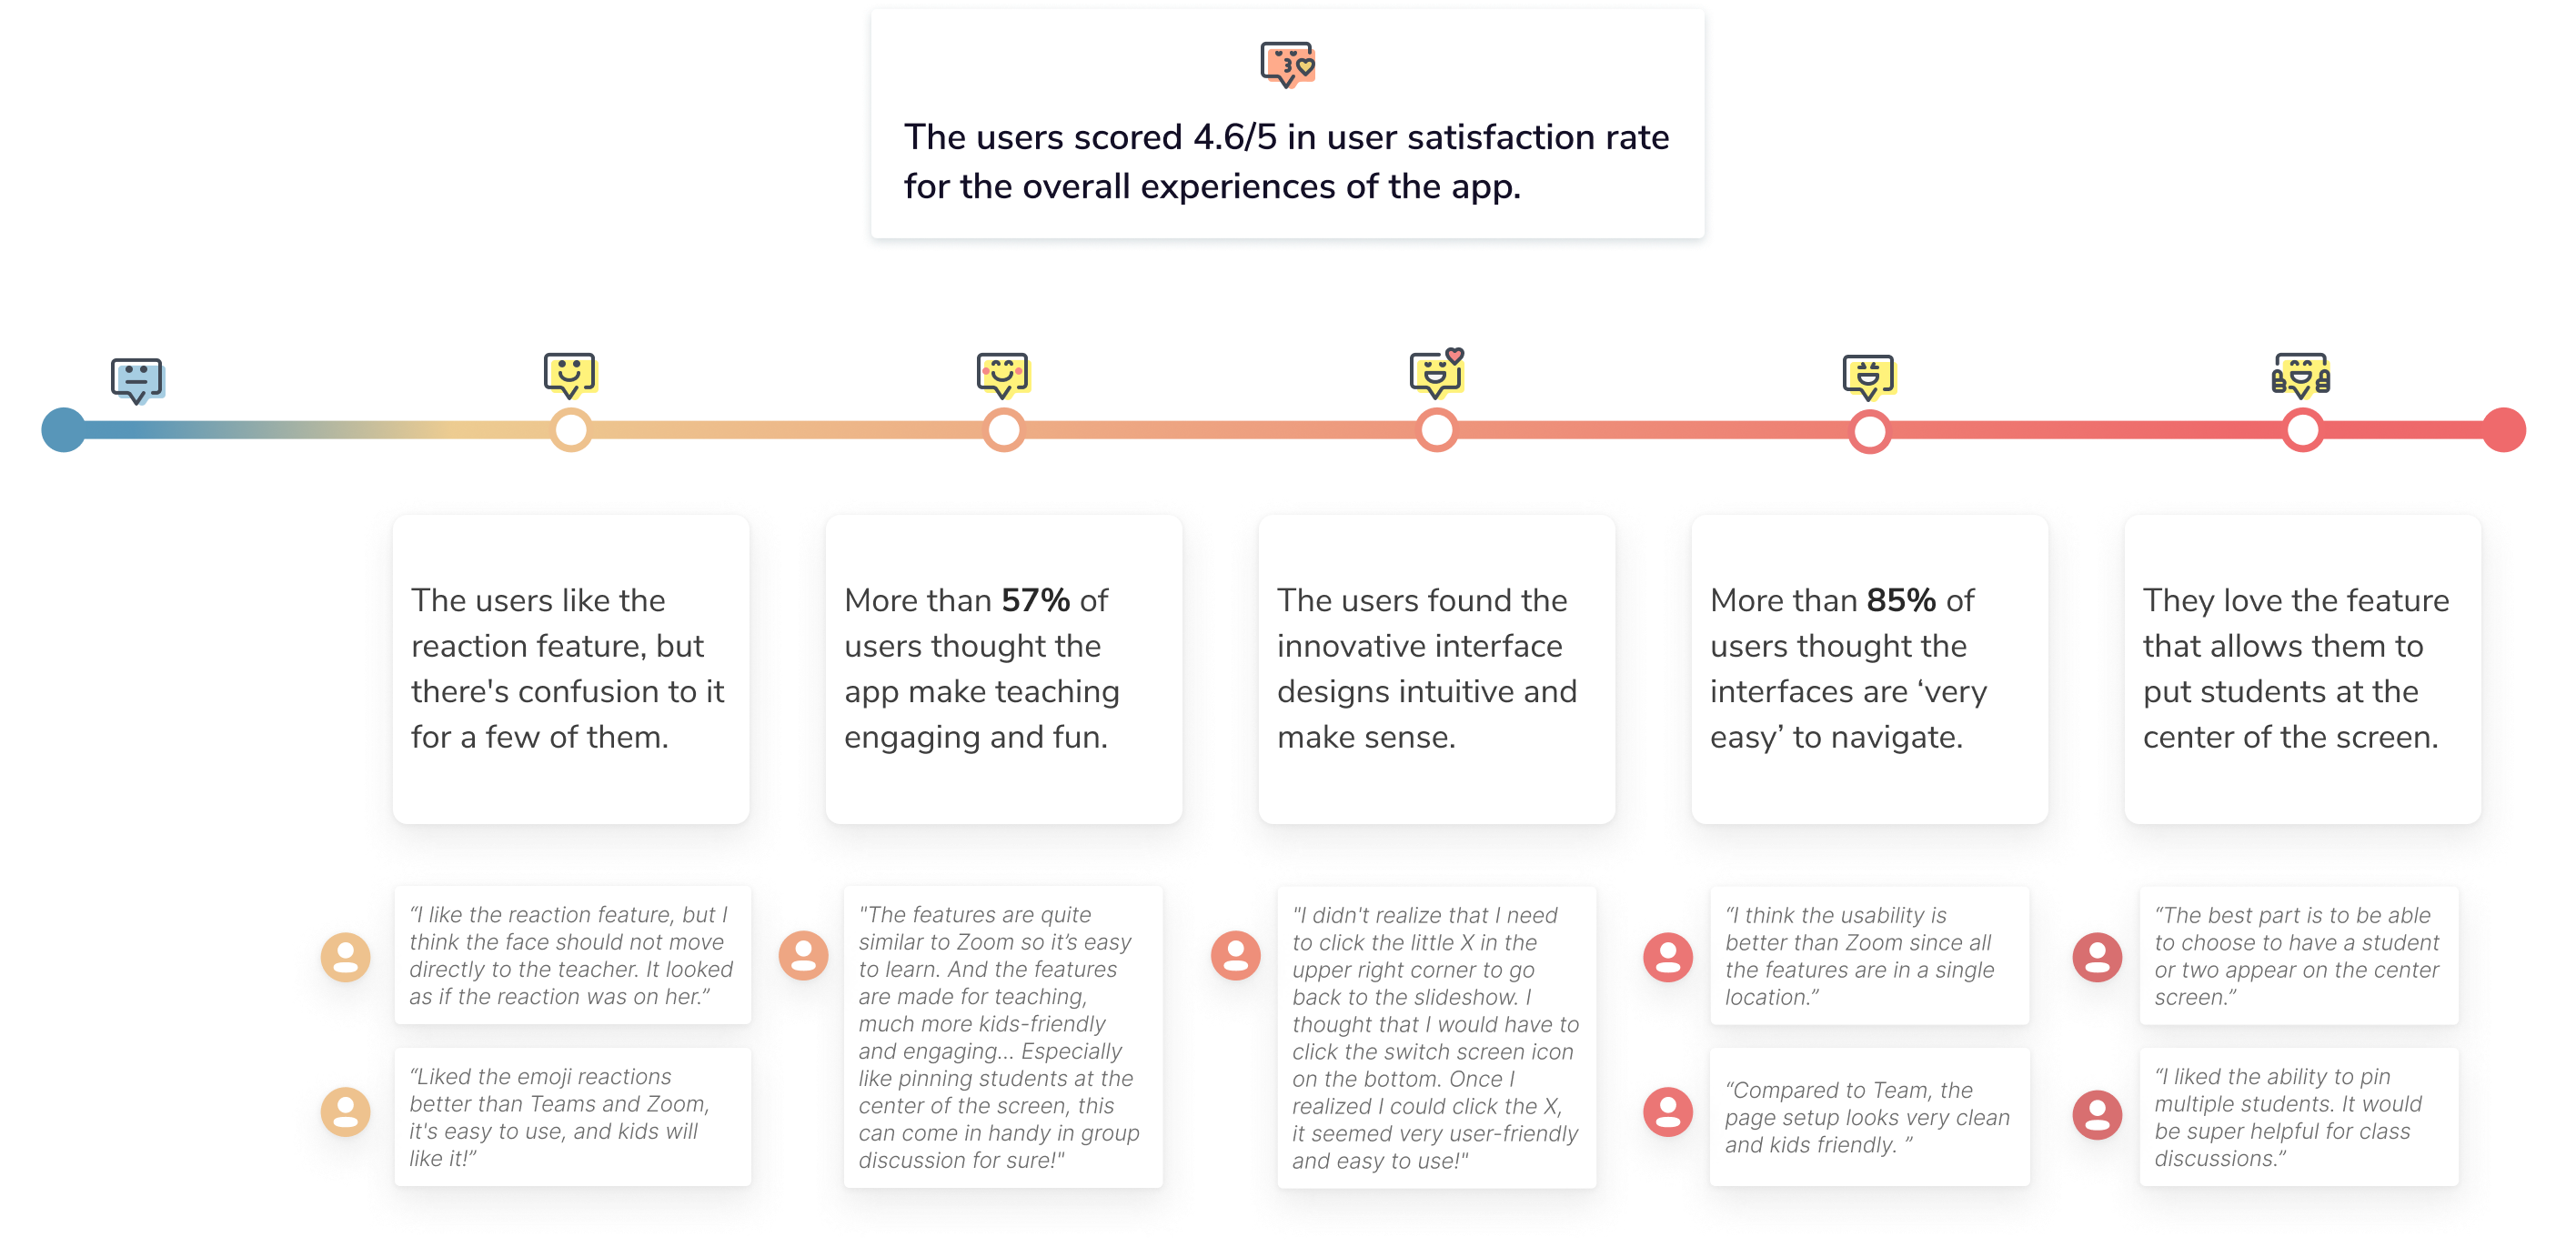 The users scored 4.6/5 in user satisfaction rate
for the overall experiences of the app.
The users like the
reaction feature, but
there's confusion to it
for a few of them.
More than 57% of
users thought the
app make teaching
engaging and fun.
The users found the
innovative interface
designs intuitive and
make sense.
More than 85% of
users thought the
interfaces are ‘very
easy’ to navigate.
They love the feature
that allows them to
put students at the
center of the screen.
“I like the reaction feature, but I
think the face should not move
directly to the teacher. It looked
as if the reaction was on her.”
“Liked the emoji reactions
better than Teams and Zoom,
it's easy to use, and kids will
like it!”
"The features are quite
similar to Zoom so it’s easy
to learn. And the features
are made for teaching,
much more kids-friendly
and engaging... Especially
like pinning students at the
center of the screen, this
can come in handy in group
discussion for sure!"
"I didn't realize that I need
to click the little X in the
upper right corner to go
back to the slideshow. I
thought that I would have to
click the switch screen icon
on the bottom. Once I
realized I could click the X,
it seemed very user-friendly
and easy to use!"
“I think the usability is
better than Zoom since all
the features are in a single
location.”
“Compared to Team, the
page setup looks very clean
and kids friendly. ”
“The best part is to be able
to choose to have a student
or two appear on the center
screen.”
“I liked the ability to pin
multiple students. It would
be super helpful for class
discussions.”